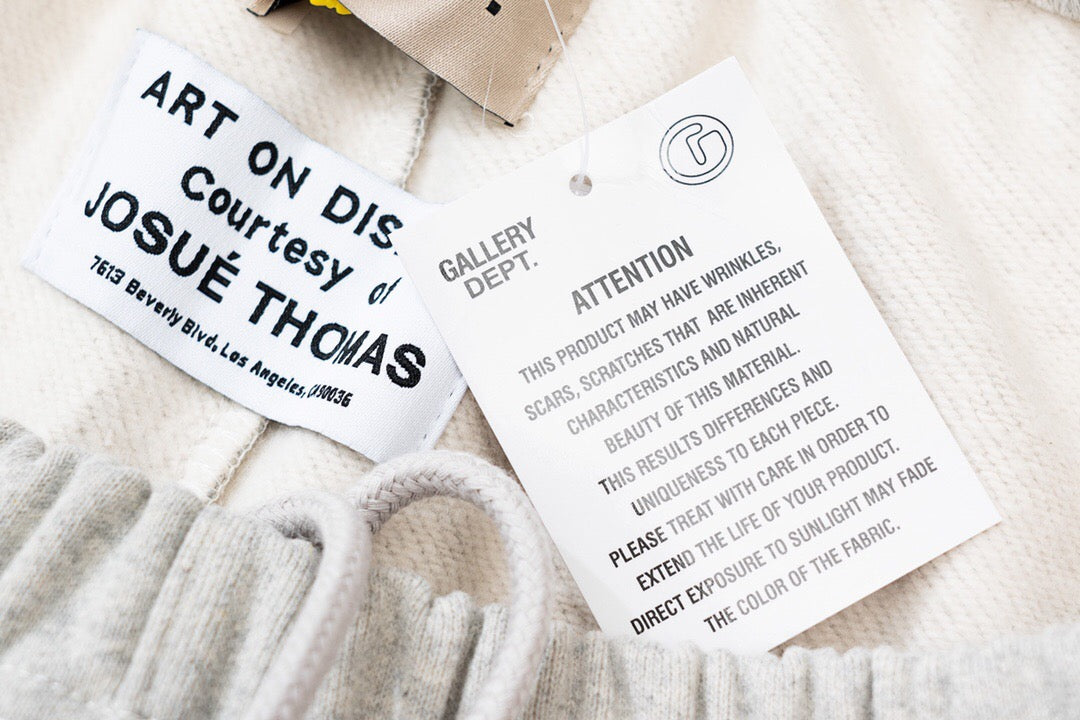 ART ON DIS
Courtesy of
JOSUÉ THOMAS
7613 Beverly Blvd, Los Angeles, CA 90036
GALLERY
DEPT.
ATTENTION
THIS PRODUCT MAY HAVE WRINKLES,
SCARS, SCRATCHES THAT ARE INHERENT
CHARACTERISTICS AND NATURAL
BEAUTY OF THIS MATERIAL.
THIS RESULTS DIFFERENCES AND
UNIQUENESS TO EACH PIECE.
PLEASE TREAT WITH CARE IN ORDER TO
EXTEND THE LIFE OF YOUR PRODUCT.
DIRECT EXPOSURE TO SUNLIGHT MAY FADE
THE COLOR OF THE FABRIC.